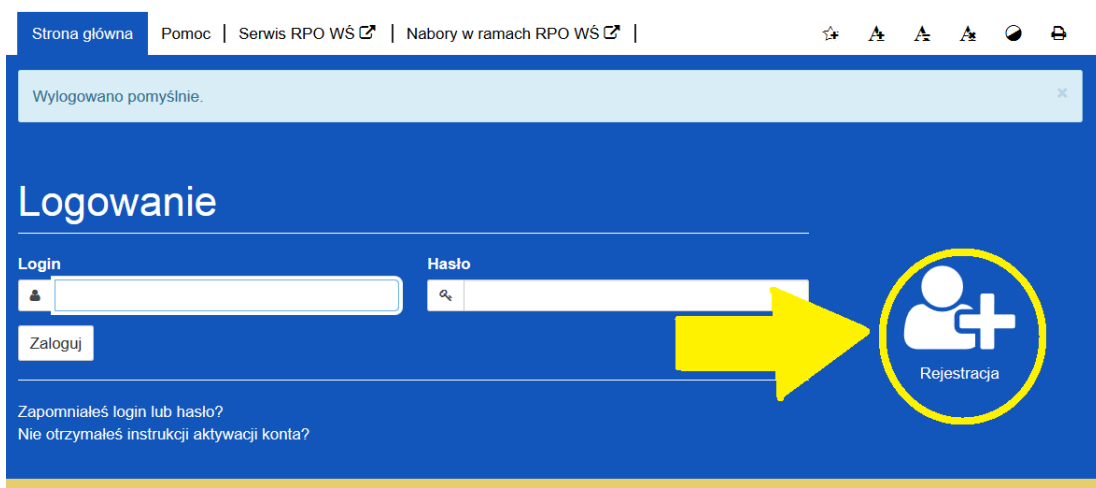 Strona główna Pomoc | Serwis RPO WŚ | Nabory w ramach RPO WŚ |
Wylogowano pomyślnie. ×
Logowanie
Login Hasło
Zaloguj
Rejestracja
Zapomniałeś login lub hasło?
Nie otrzymałeś instrukcji aktywacji konta?